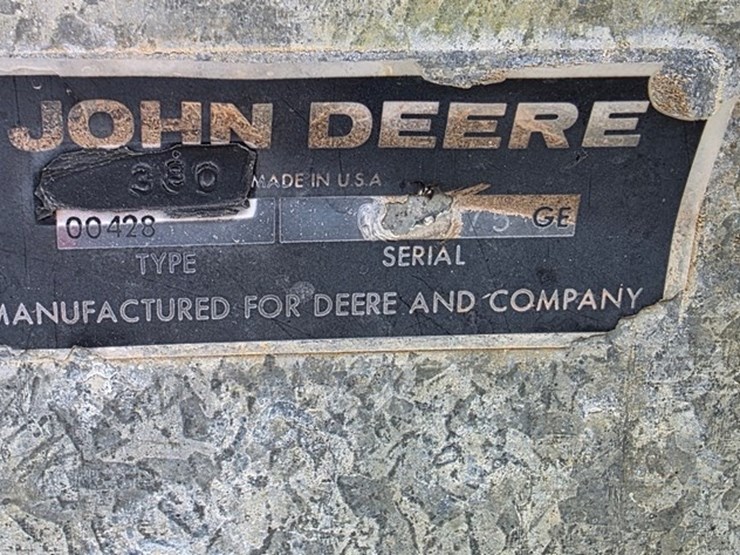 JOHN DEERE
380 MADE IN U.S.A
00428 GE
TYPE SERIAL
MANUFACTURED FOR DEERE AND COMPANY